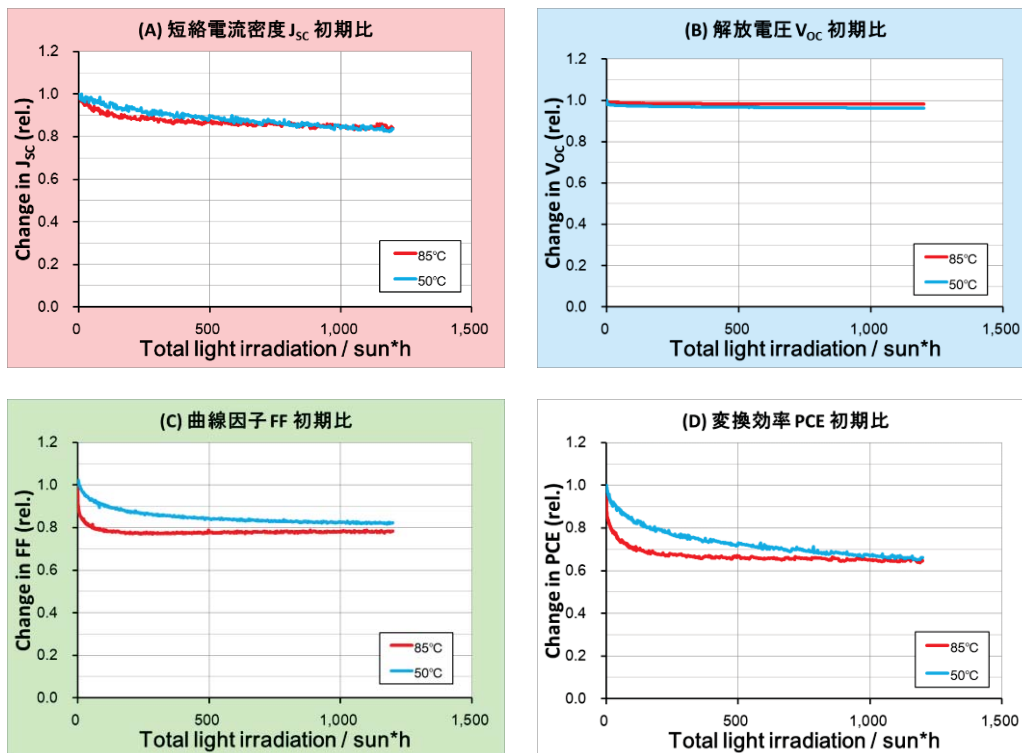 (A) 短絡電流密度 JSC 初期比
Change in JSC (rel.)
1.2
1.0
0.8
0.6
0.4
0.2
0.0
85℃
50℃
0 500 1,000 1,500
Total light irradiation / sun*h
(B) 解放電圧 VOC 初期比
Change in VOC (rel.)
1.2
1.0
0.8
0.6
0.4
0.2
0.0
85℃
50℃
0 500 1,000 1,500
Total light irradiation / sun*h
(C) 曲線因子 FF 初期比
Change in FF (rel.)
1.2
1.0
0.8
0.6
0.4
0.2
0.0
85℃
50℃
0 500 1,000 1,500
Total light irradiation / sun*h
(D) 変換効率 PCE 初期比
Change in PCE (rel.)
1.2
1.0
0.8
0.6
0.4
0.2
0.0
85℃
50℃
0 500 1,000 1,500
Total light irradiation / sun*h